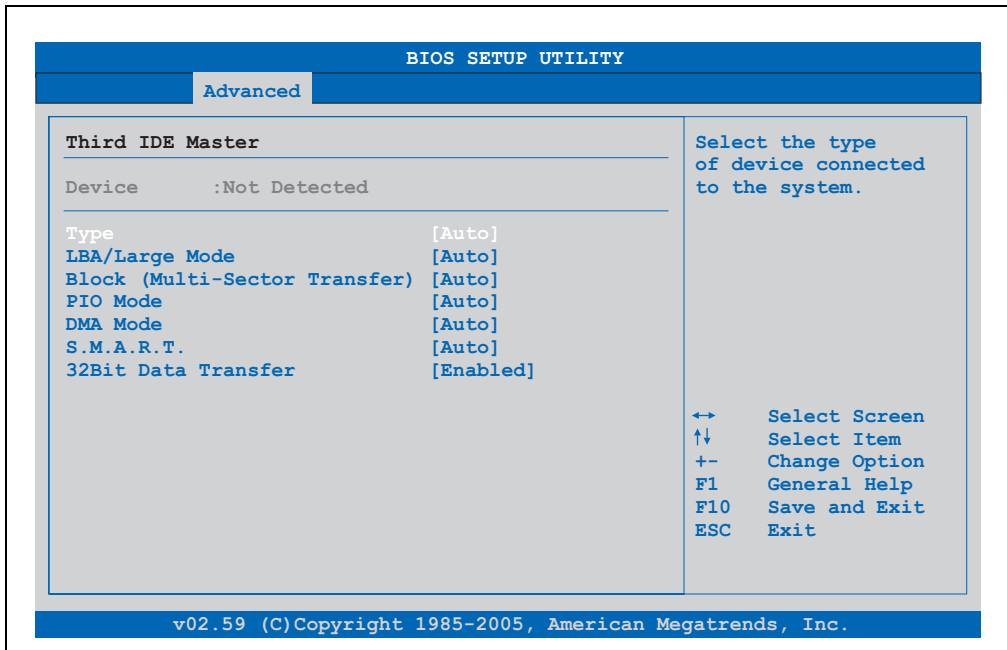 BIOS SETUP UTILITY
Advanced
Third IDE Master
Device :Not Detected
Type [Auto]
LBA/Large Mode [Auto]
Block (Multi-Sector Transfer) [Auto]
PIO Mode [Auto]
DMA Mode [Auto]
S.M.A.R.T. [Auto]
32Bit Data Transfer [Enabled]
Select the type
of device connected
to the system.
↔ Select Screen
↑↓ Select Item
+- Change Option
F1 General Help
F10 Save and Exit
ESC Exit
v02.59 (C)Copyright 1985-2005, American Megatrends, Inc.